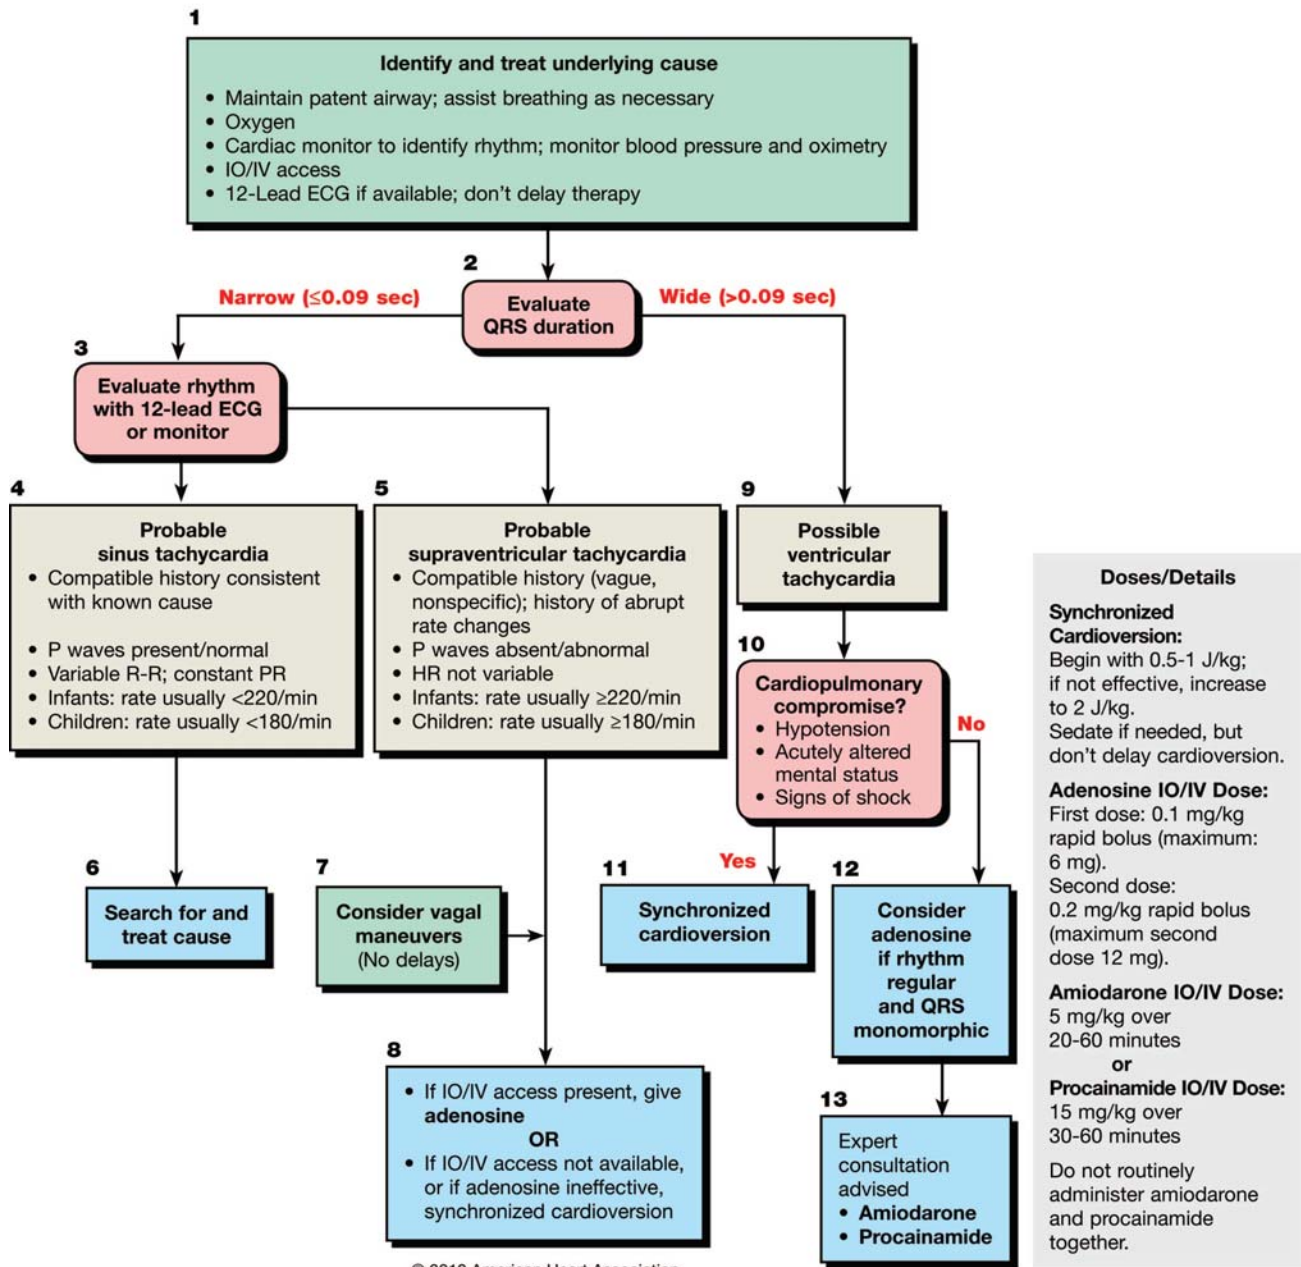 1
Identify and treat underlying cause
• Maintain patent airway; assist breathing as necessary
• Oxygen
• Cardiac monitor to identify rhythm; monitor blood pressure and oximetry
• IO/IV access
• 12-Lead ECG if available; don't delay therapy
2
Narrow (≤0.09 sec)
Evaluate
QRS duration
Wide (>0.09 sec)
3
Evaluate rhythm
with 12-lead ECG
or monitor
4
Probable
sinus tachycardia
• Compatible history consistent
with known cause
• P waves present/normal
• Variable R-R; constant PR
• Infants: rate usually <220/min
• Children: rate usually <180/min
5
Probable
supraventricular tachycardia
• Compatible history (vague,
nonspecific); history of abrupt
rate changes
• P waves absent/abnormal
• HR not variable
• Infants: rate usually ≥220/min
• Children: rate usually ≥180/min
9
Possible
ventricular
tachycardia
10
Cardiopulmonary
compromise?
• Hypotension
• Acutely altered
mental status
• Signs of shock
No
Yes
6
Search for and
treat cause
7
Consider vagal
maneuvers
(No delays)
11
Synchronized
cardioversion
12
Consider
adenosine
if rhythm
regular
and QRS
monomorphic
8
• If IO/IV access present, give
adenosine
OR
• If IO/IV access not available,
or if adenosine ineffective,
synchronized cardioversion
13
Expert
consultation
advised
• Amiodarone
• Procainamide
Doses/Details
Synchronized
Cardioversion:
Begin with 0.5-1 J/kg;
if not effective, increase
to 2 J/kg.
Sedate if needed, but
don't delay cardioversion.
Adenosine IO/IV Dose:
First dose: 0.1 mg/kg
rapid bolus (maximum:
6 mg).
Second dose:
0.2 mg/kg rapid bolus
(maximum second
dose 12 mg).
Amiodarone IO/IV Dose:
5 mg/kg over
20-60 minutes
or
Procainamide IO/IV Dose:
15 mg/kg over
30-60 minutes
Do not routinely
administer amiodarone
and procainamide
together.
American Heart Association